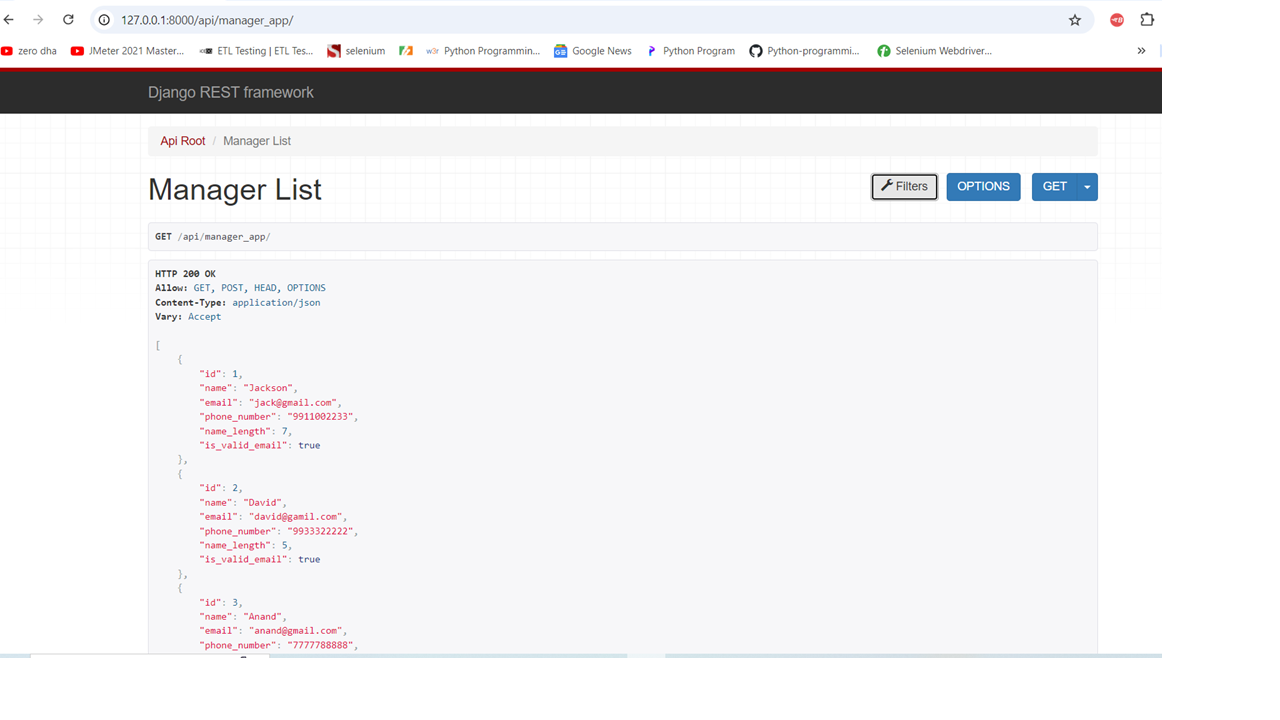 127.0.0.1:8000/api/manager_app/
zero dha JMeter 2021 Master... ETL Testing | ETL Tes... selenium w3r Python Programmin... Google News Python Program Python-programmi... Selenium Webdriver... »
Django REST framework
Api Root / Manager List
Manager List Filters OPTIONS GET
GET /api/manager_app/
HTTP 200 OK
Allow: GET, POST, HEAD, OPTIONS
Content-Type: application/json
Vary: Accept
[
{
"id": 1,
"name": "Jackson",
"email": "jack@gmail.com",
"phone_number": "9911002233",
"name_length": 7,
"is_valid_email": true
},
{
"id": 2,
"name": "David",
"email": "david@gamil.com",
"phone_number": "9933322222",
"name_length": 5,
"is_valid_email": true
},
{
"id": 3,
"name": "Anand",
"email": "anand@gmail.com",
"phone_number": "7777788888",